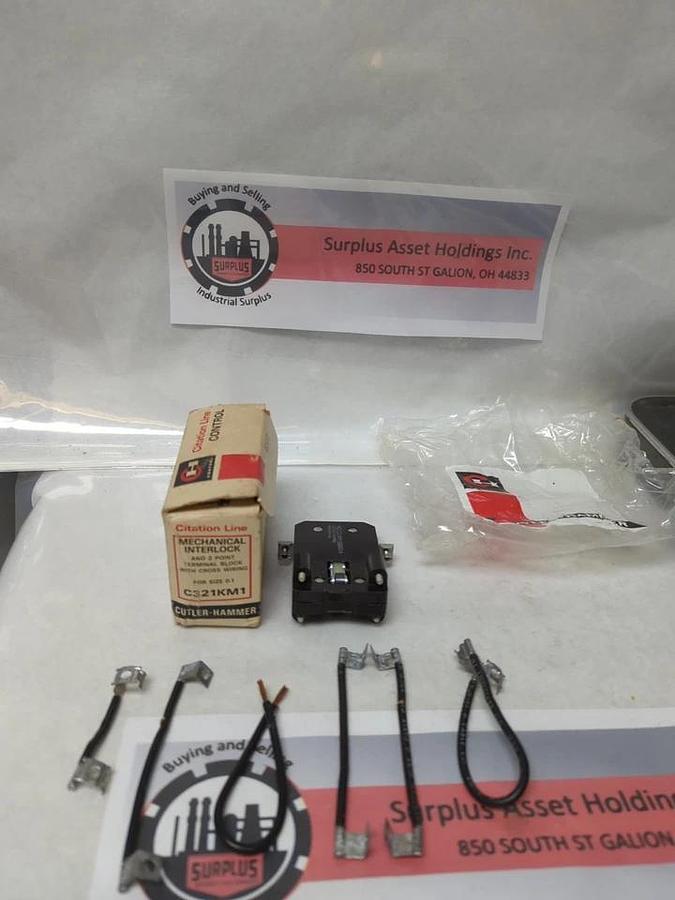 Buying and Selling
SURPLUS
Industrial Surplus
Surplus Asset Holdings Inc.
850 SOUTH ST GALION, OH 44833
Citation Line
CONTROL
Citation Line
MECHANICAL
INTERLOCK
AND 2 POINT
TERMINAL BLOCK
WITH CROSS WIRING
FOR SIZE 0,1
C321KM1
CUTLER-HAMMER
Buying and Selling
SURPLUS
Surplus Asset Holdin
850 SOUTH ST GALION,